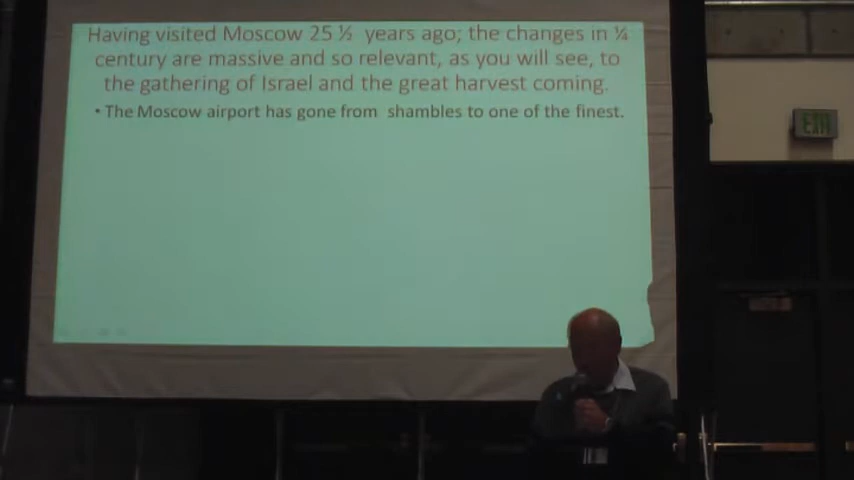 Having visited Moscow 25 ½ years ago; the changes in ¼
century are massive and so relevant, as you will see, to
the gathering of Israel and the great harvest coming.
• The Moscow airport has gone from shambles to one of the finest.
EXIT